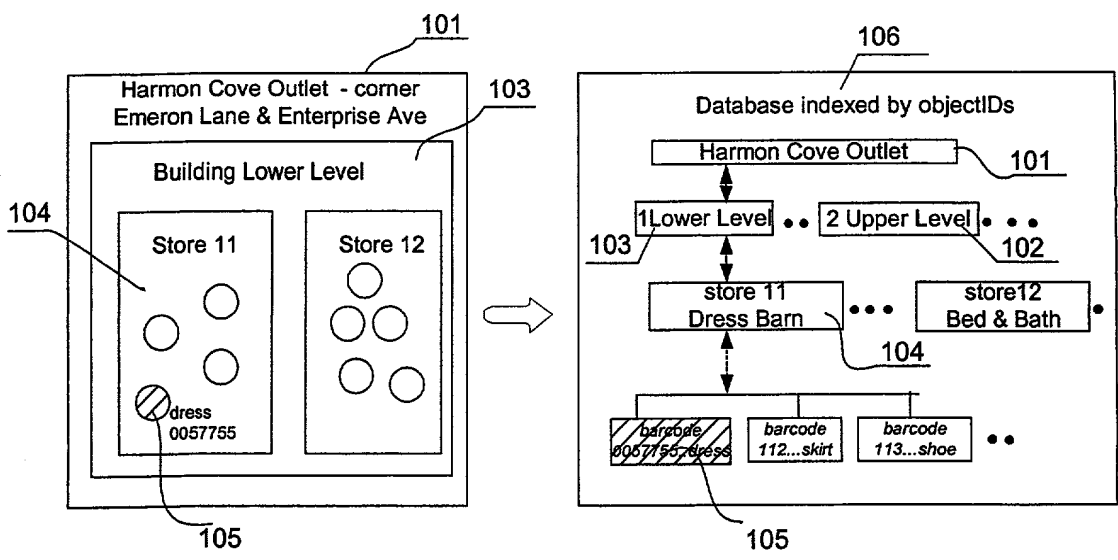 101
Harmon Cove Outlet - corner
Emeron Lane & Enterprise Ave
103
Building Lower Level
104
Store 11
Store 12
dress
0057755
105
106
Database indexed by objectIDs
Harmon Cove Outlet
101
1Lower Level
2 Upper Level
103
102
store 11
Dress Barn
store12
Bed & Bath
104
barcode
0057755..dress
barcode
112...skirt
barcode
113...shoe
105